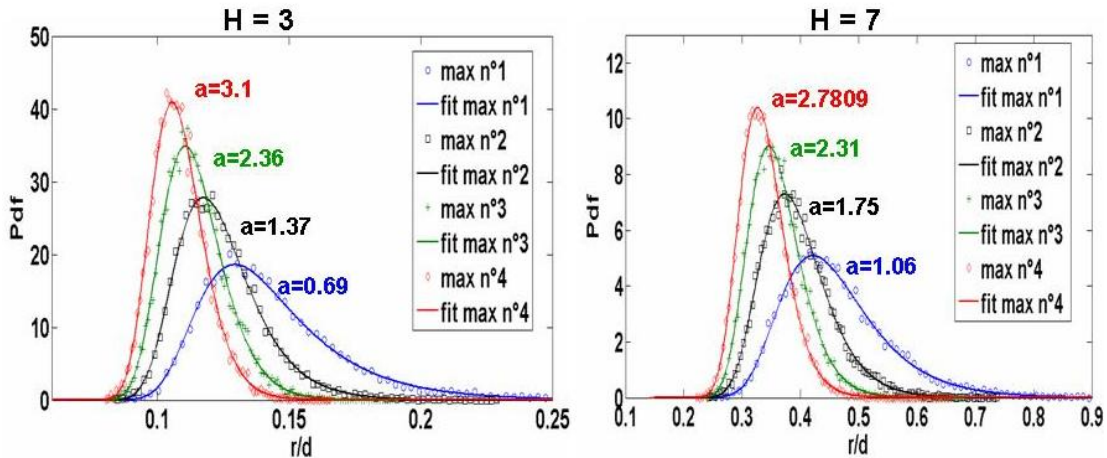 H = 3
50
40
30
20
10
0
Pdf
0.1
0.15
0.2
0.25
r/d
a=3.1
a=2.36
a=1.37
a=0.69
max n°1
fit max n°1
max n°2
fit max n°2
max n°3
fit max n°3
max n°4
fit max n°4
H = 7
12
10
8
6
4
2
0
Pdf
0.1
0.2
0.3
0.4
0.5
0.6
0.7
0.8
0.9
r/d
a=2.7809
a=2.31
a=1.75
a=1.06
max n°1
fit max n°1
max n°2
fit max n°2
max n°3
fit max n°3
max n°4
fit max n°4